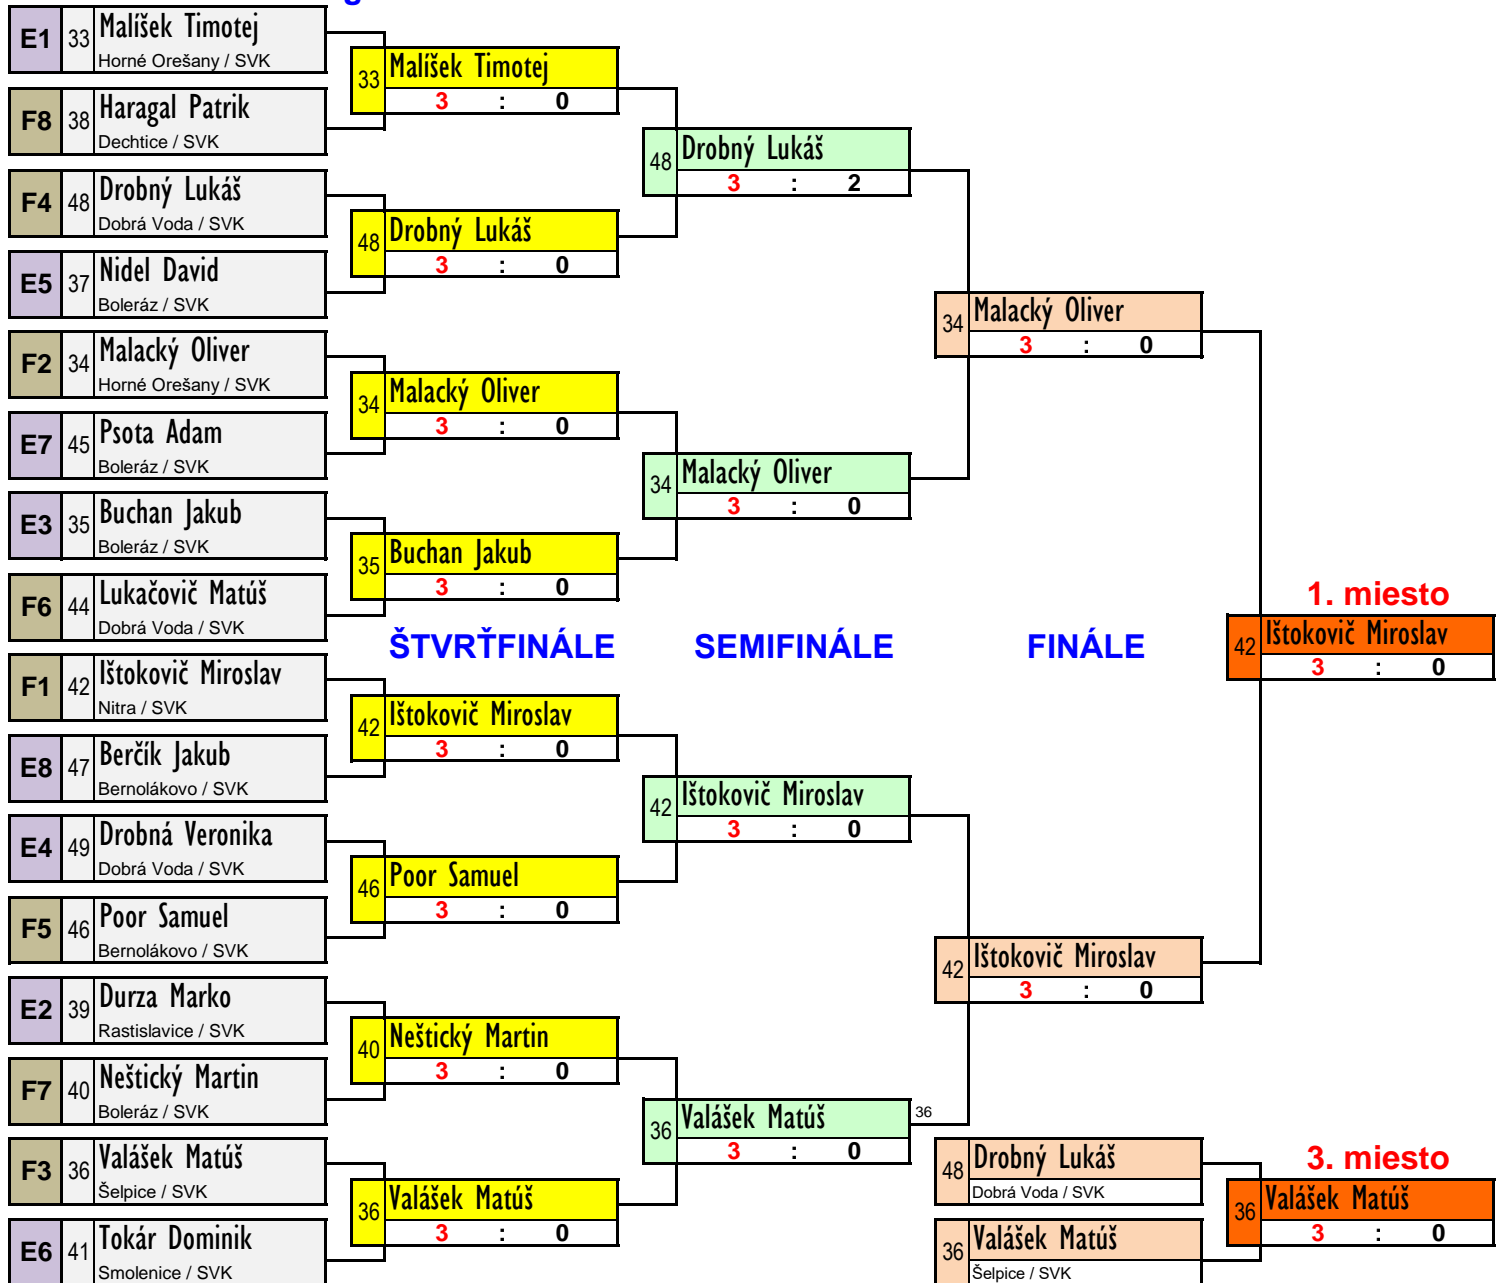 E1 33 Malíšek Timotej
Horné Orešany / SVK
F8 38 Haragal Patrik
Dechtice / SVK
F4 48 Drobný Lukáš
Dobrá Voda / SVK
E5 37 Nidel David
Boleráz / SVK
F2 34 Malacký Oliver
Horné Orešany / SVK
E7 45 Psota Adam
Boleráz / SVK
E3 35 Buchan Jakub
Boleráz / SVK
F6 44 Lukačovič Matúš
Dobrá Voda / SVK
F1 42 Ištokovič Miroslav
Nitra / SVK
E8 47 Berčík Jakub
Bernolákovo / SVK
E4 49 Drobná Veronika
Dobrá Voda / SVK
F5 46 Poor Samuel
Bernolákovo / SVK
E2 39 Durza Marko
Rastislavice / SVK
F7 40 Neštický Martin
Boleráz / SVK
F3 36 Valášek Matúš
Šelpice / SVK
E6 41 Tokár Dominik
Smolenice / SVK
33 Malíšek Timotej
3 : 0
48 Drobný Lukáš
3 : 0
34 Malacký Oliver
3 : 0
35 Buchan Jakub
3 : 0
ŠTVRŤFINÁLE
42 Ištokovič Miroslav
3 : 0
46 Poor Samuel
3 : 0
40 Neštický Martin
3 : 0
36 Valášek Matúš
3 : 0
48 Drobný Lukáš
3 : 2
34 Malacký Oliver
3 : 0
SEMIFINÁLE
42 Ištokovič Miroslav
3 : 0
36 Valášek Matúš
3 : 0
36
34 Malacký Oliver
3 : 0
FINÁLE
42 Ištokovič Miroslav
3 : 0
48 Drobný Lukáš
Dobrá Voda / SVK
36 Valášek Matúš
Šelpice / SVK
1. miesto
42 Ištokovič Miroslav
3 : 0
3. miesto
36 Valášek Matúš
3 : 0